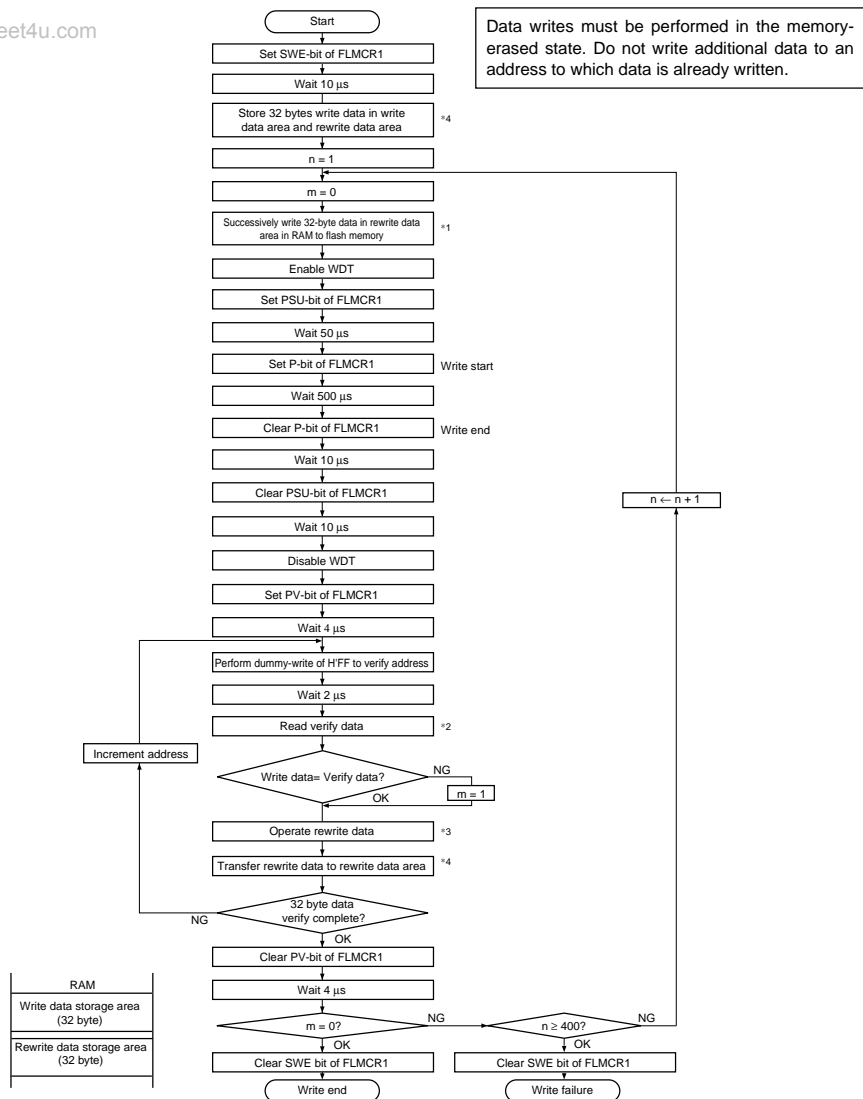 eet4u.com
Data writes must be performed in the memory-
erased state. Do not write additional data to an
address to which data is already written.
Start
Set SWE-bit of FLMCR1
Wait 10 μs
Store 32 bytes write data in write
data area and rewrite data area
*4
n = 1
m = 0
Successively write 32-byte data in rewrite data
area in RAM to flash memory
*1
Enable WDT
Set PSU-bit of FLMCR1
Wait 50 μs
Set P-bit of FLMCR1
Write start
Wait 500 μs
Clear P-bit of FLMCR1
Write end
Wait 10 μs
Clear PSU-bit of FLMCR1
n ← n + 1
Wait 10 μs
Disable WDT
Set PV-bit of FLMCR1
Wait 4 μs
Perform dummy-write of H'FF to verify address
Wait 2 μs
Read verify data
*2
Increment address
Write data= Verify data?
NG
m = 1
OK
Operate rewrite data
*3
Transfer rewrite data to rewrite data area
*4
32 byte data
verify complete?
NG
OK
Clear PV-bit of FLMCR1
Wait 4 μs
RAM
Write data storage area
(32 byte)
Rewrite data storage area
(32 byte)
m = 0?
NG
n ≥ 400?
NG
OK
OK
Clear SWE bit of FLMCR1
Clear SWE bit of FLMCR1
Write end
Write failure